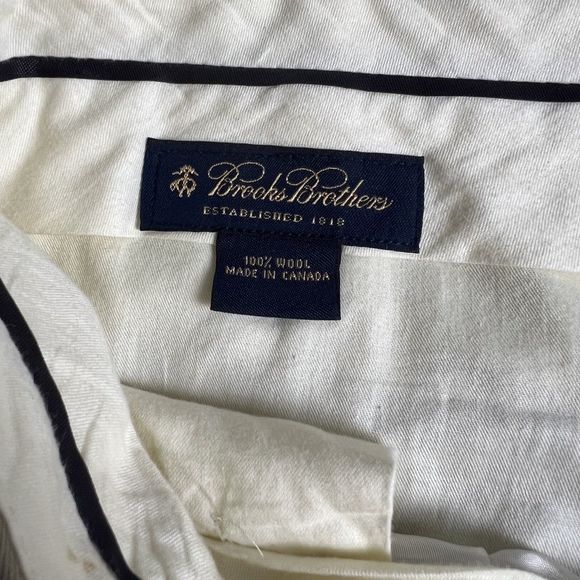 Brooks Brothers
ESTABLISHED 1818
100% WOOL
MADE IN CANADA